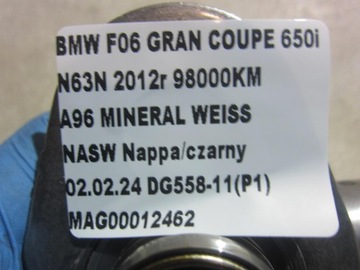 BMW F06 GRAN COUPE 650i
N63N 2012r 98000KM
A96 MINERAL WEISS
NASW Nappa/czarny
02.02.24 DG558-11(P1)
MAG00012462